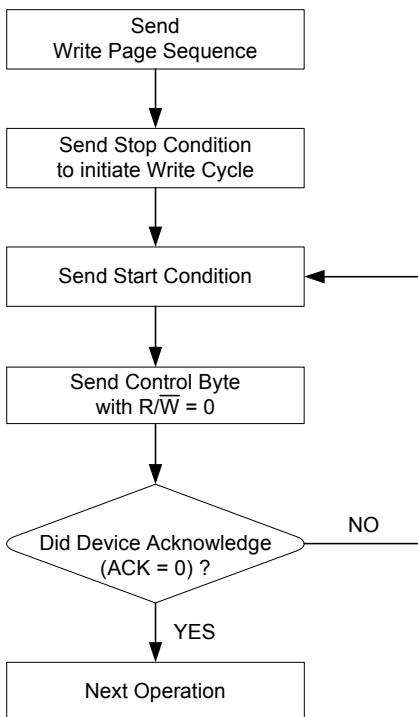 Send
Write Page Sequence
Send Stop Condition
to initiate Write Cycle
Send Start Condition
Send Control Byte
with R/W̅ = 0
Did Device Acknowledge
(ACK = 0) ?
NO
YES
Next Operation